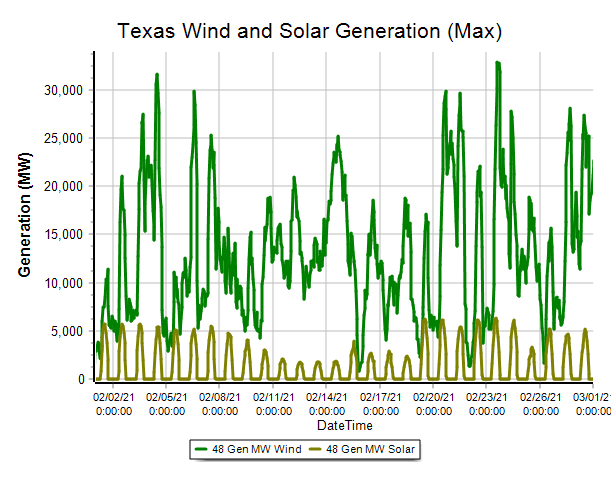 Texas Wind and Solar Generation (Max)
Generation (MW)
30,000
25,000
20,000
15,000
10,000
5,000
0
02/02/21 02/05/21 02/08/21 02/11/21 02/14/21 02/17/21 02/20/21 02/23/21 02/26/21 03/01/21
0:00:00 0:00:00 0:00:00 0:00:00 0:00:00 0:00:00 0:00:00 0:00:00 0:00:00 0:00:00
DateTime
48 Gen MW Wind 48 Gen MW Solar